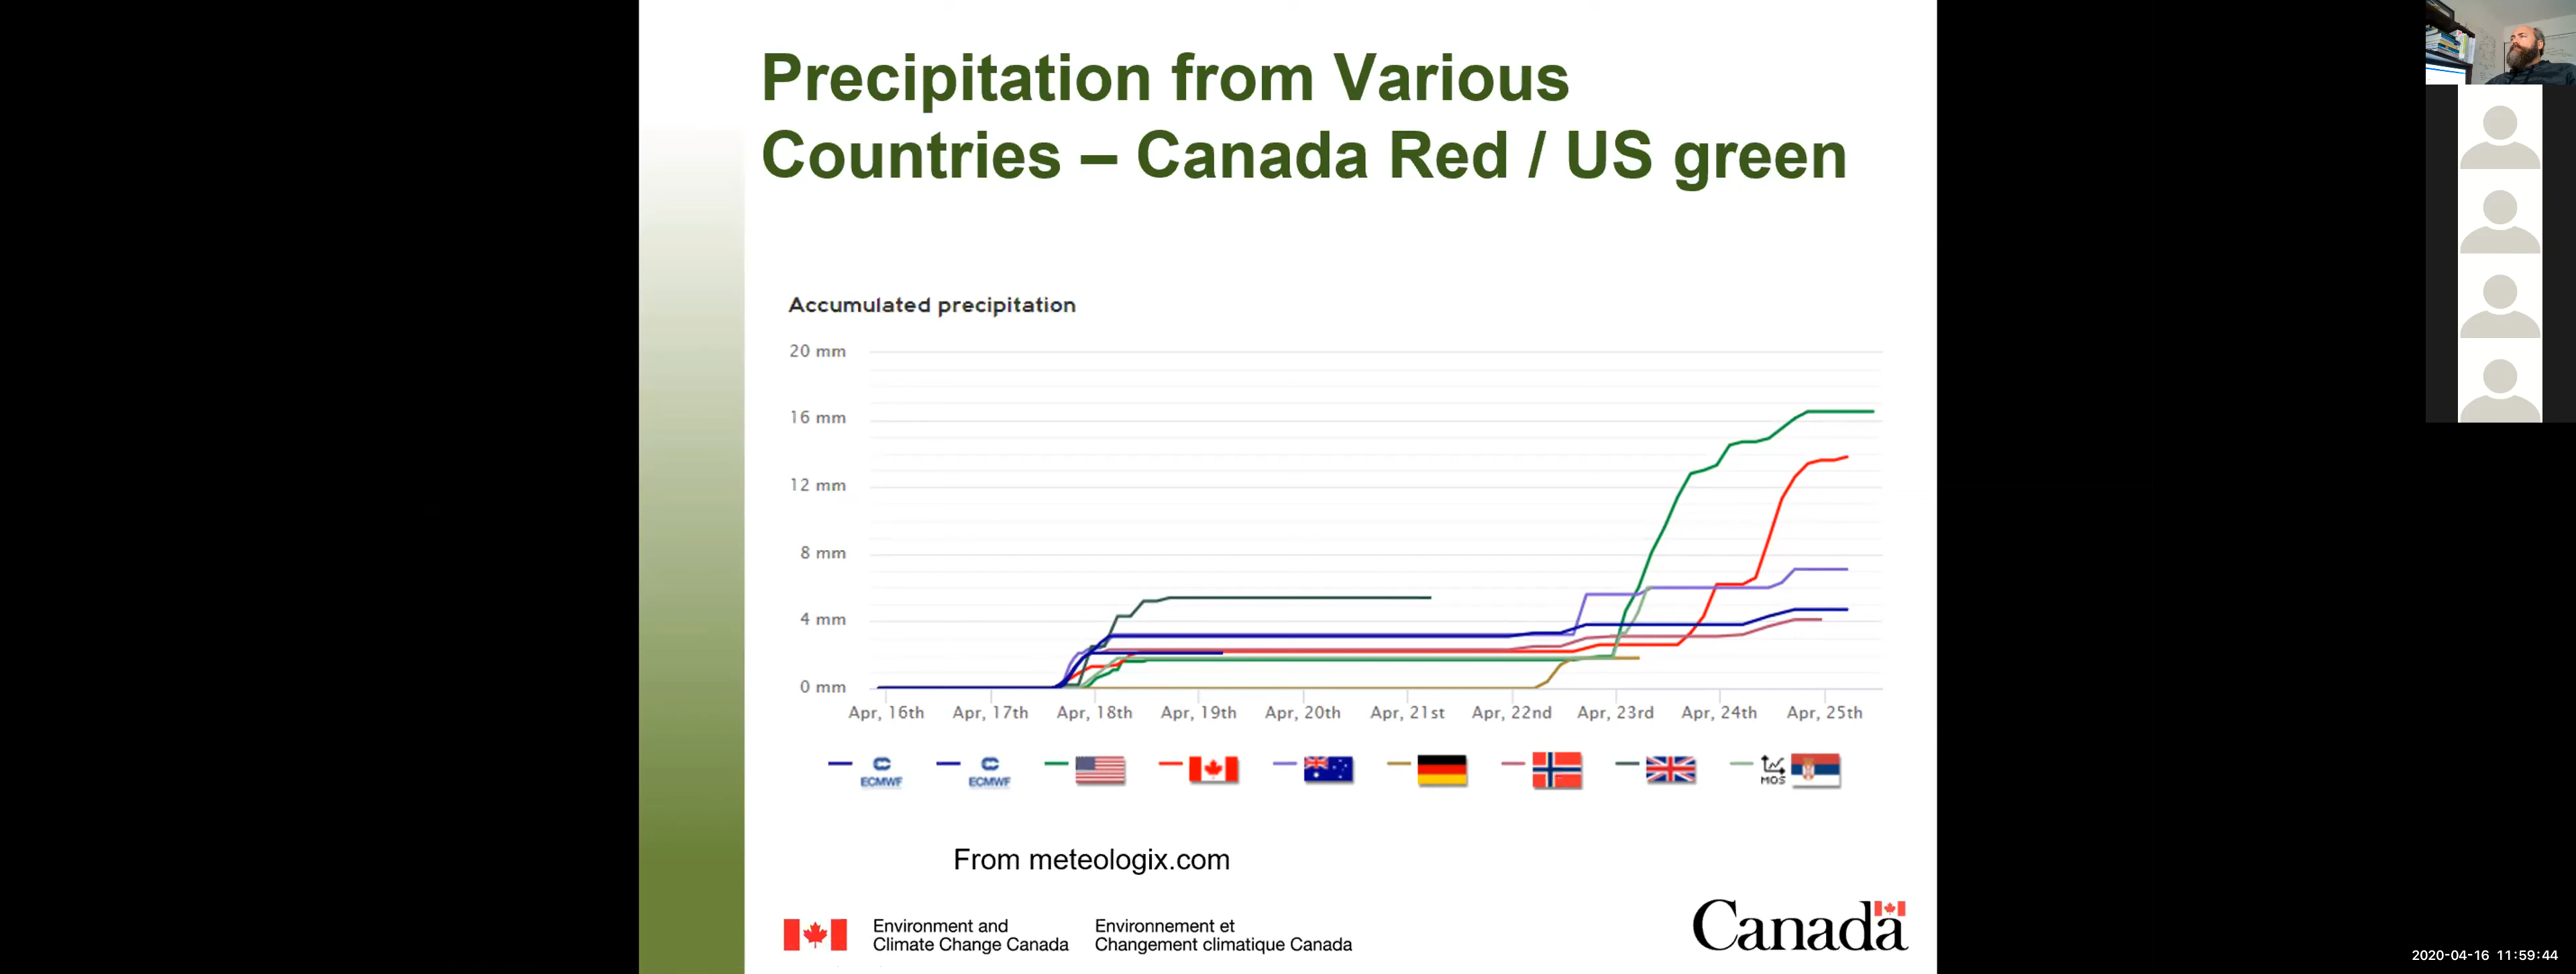 Precipitation from Various
Countries – Canada Red / US green
Accumulated precipitation
20 mm
16 mm
12 mm
8 mm
4 mm
0 mm
Apr, 16th Apr, 17th Apr, 18th Apr, 19th Apr, 20th Apr, 21st Apr, 22nd Apr, 23rd Apr, 24th Apr, 25th
ECMWF ECMWF MOS
From meteologix.com
Environment and Environnement et
Climate Change Canada Changement climatique Canada
Canada
2020-04-16 11:59:44